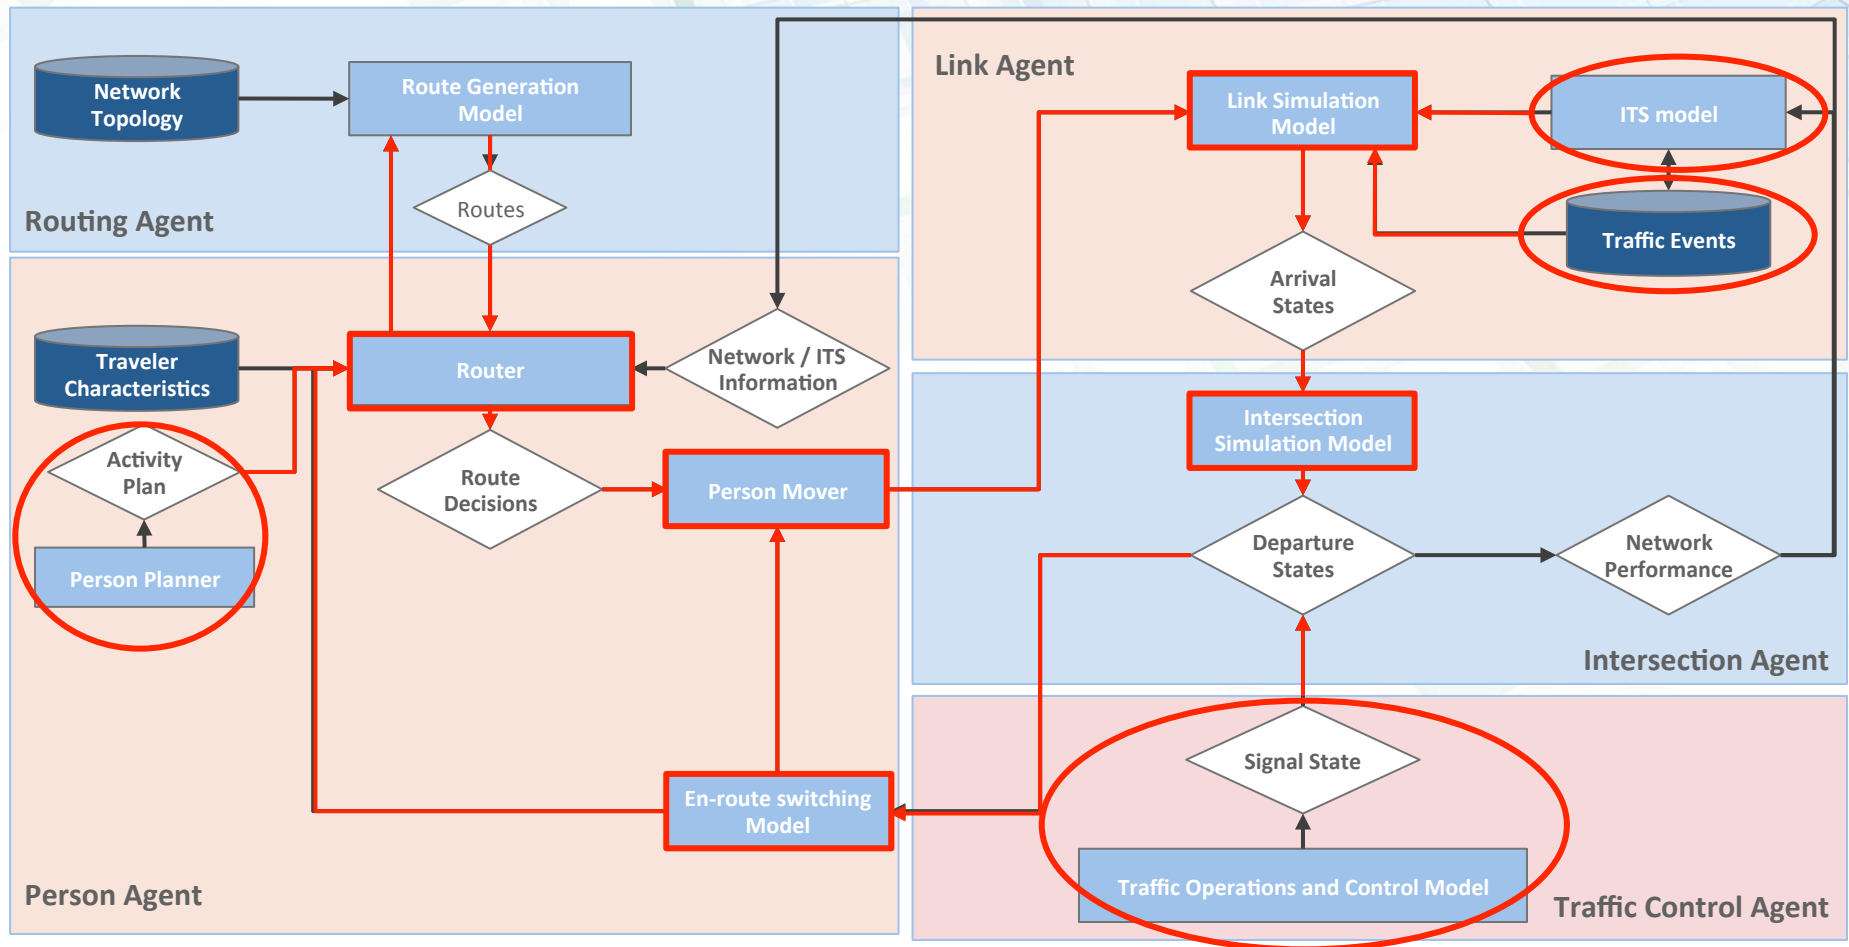 Network
Topology
Route Generation
Model
Routes
Routing Agent
Link Agent
Link Simulation
Model
ITS model
Traffic Events
Arrival
States
Traveler
Characteristics
Router
Network / ITS
Information
Activity
Plan
Person Planner
Route
Decisions
Person Mover
En-route switching
Model
Person Agent
Intersection
Simulation Model
Departure
States
Network
Performance
Intersection Agent
Signal State
Traffic Operations and Control Model
Traffic Control Agent